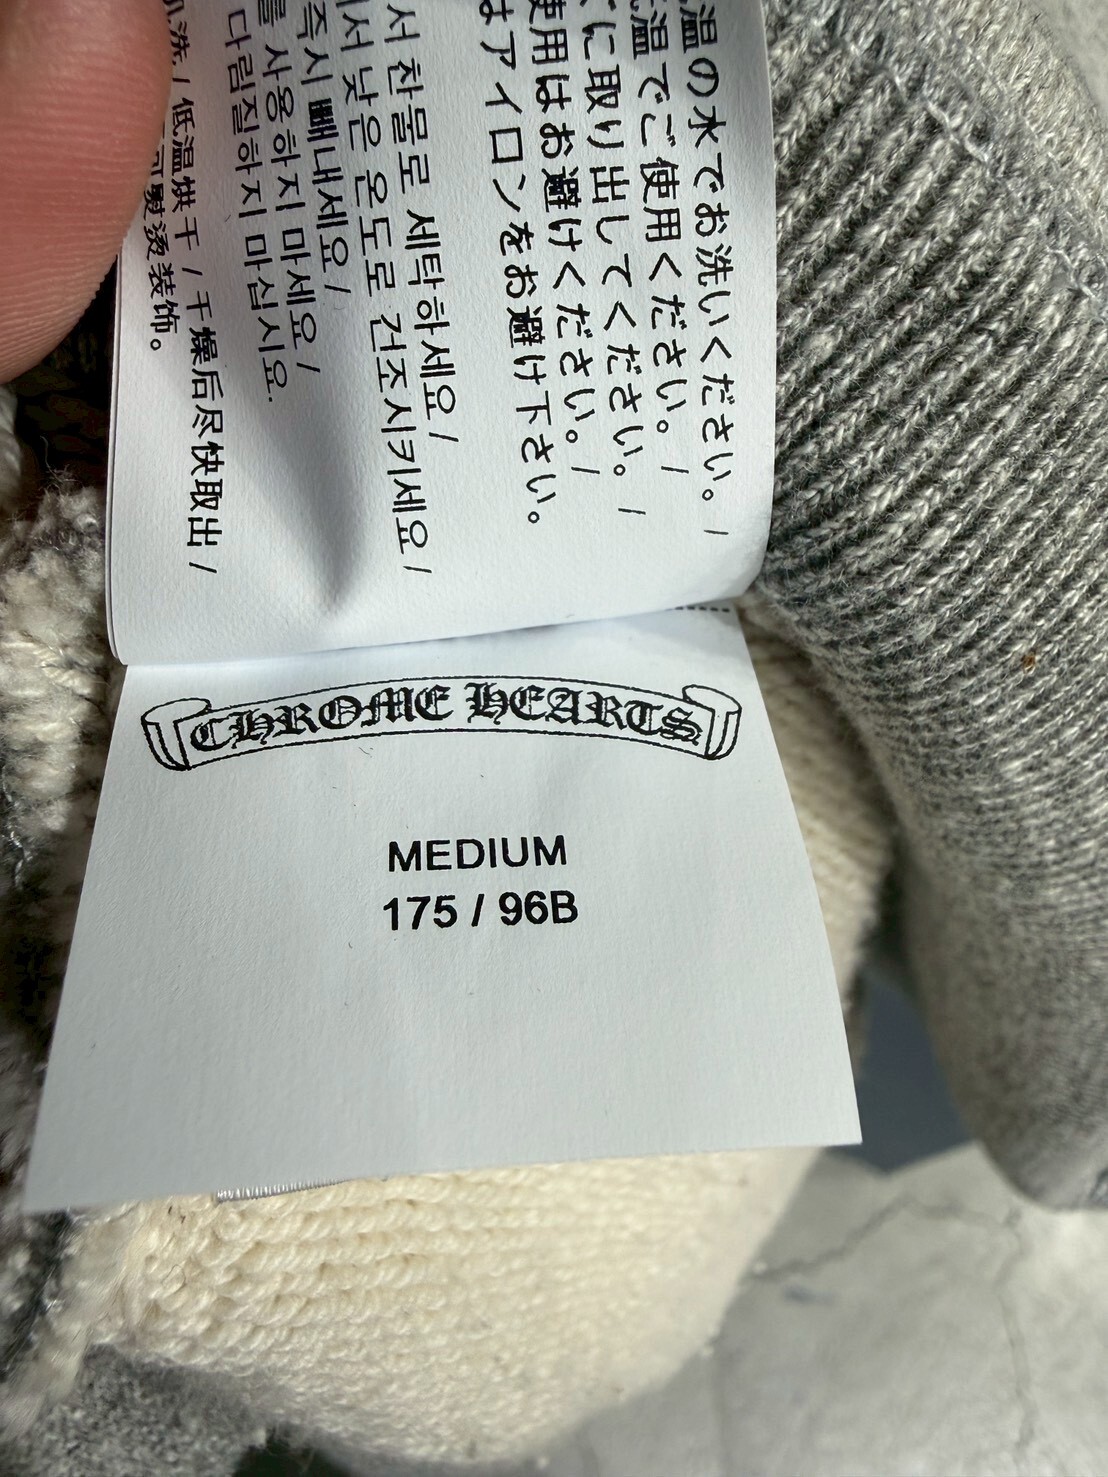 温の水でお洗いください。/
温でご使用ください。/
に取り出してください。/
使用はお避けください。/
はアイロンをお避け下さい。
서 찬물로 세탁하세요/
서 낮은 온도로 건조시키세요/
즉시 빼내세요/
를 사용하지 마세요/
다림질하지 마십시요.
机洗/低温烘干/干燥后尽快取出/
可熨烫装饰。
CHROME HEARTS
MEDIUM
175 / 96B